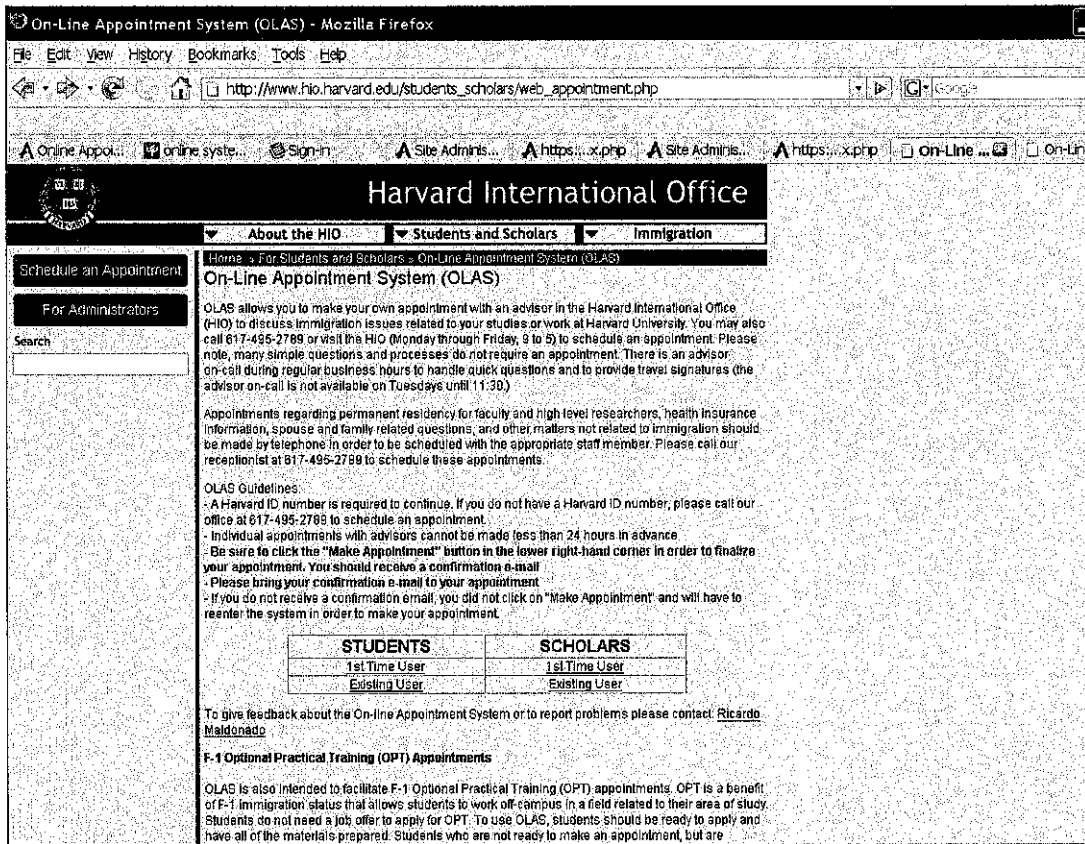 On-Line Appointment System (OLAS) - Mozilla Firefox
File Edit View History Bookmarks Tools Help
http://www.hio.harvard.edu/students_scholars/web_appointment.php
Google
Online Appoi... online syste... Sign-in Site Adminis... https:...x.php Site Adminis... https:...x.php On-Line ... On-Lin
Harvard International Office
About the HIO Students and Scholars Immigration
Schedule an Appointment
For Administrators
Search
Home > For Students and Scholars > On-Line Appointment System (OLAS)
On-Line Appointment System (OLAS)
OLAS allows you to make your own appointment with an advisor in the Harvard International Office
(HIO) to discuss immigration issues related to your studies or work at Harvard University. You may also
call 617-495-2789 or visit the HIO (Monday through Friday, 9 to 5) to schedule an appointment. Please
note, many simple questions and processes do not require an appointment. There is an advisor
on-call during regular business hours to handle quick questions and to provide travel signatures (the
advisor on-call is not available on Tuesdays until 11:30.)
Appointments regarding permanent residency for faculty and high level researchers, health insurance
information, spouse and family related questions, and other matters not related to immigration should
be made by telephone in order to be scheduled with the appropriate staff member. Please call our
receptionist at 617-495-2789 to schedule these appointments.
OLAS Guidelines:
- A Harvard ID number is required to continue. If you do not have a Harvard ID number, please call our
office at 617-495-2789 to schedule an appointment.
- Individual appointments with advisors cannot be made less than 24 hours in advance
- Be sure to click the "Make Appointment" button in the lower right-hand corner in order to finalize
your appointment. You should receive a confirmation e-mail
- Please bring your confirmation e-mail to your appointment
- If you do not receive a confirmation email, you did not click on "Make Appointment" and will have to
reenter the system in order to make your appointment.
STUDENTS SCHOLARS
1st Time User 1st Time User
Existing User Existing User
To give feedback about the On-line Appointment System or to report problems please contact: Ricardo
Maldonado
F-1 Optional Practical Training (OPT) Appointments
OLAS is also intended to facilitate F-1 Optional Practical Training (OPT) appointments. OPT is a benefit
of F-1 immigration status that allows students to work off-campus in a field related to their area of study.
Students do not need a job offer to apply for OPT. To use OLAS, students should be ready to apply and
have all of the materials prepared. Students who are not ready to make an appointment, but are